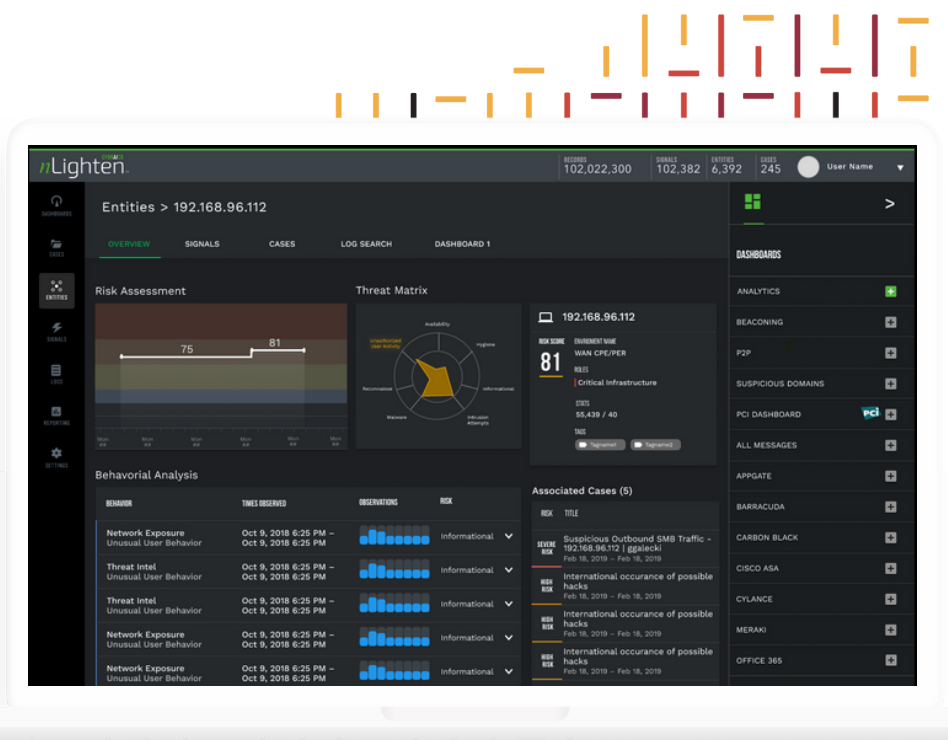 nLighten
RECORDS
102,022,300
SIGNALS
102,382
ENTITIES
6,392
CASES
245
User Name
DASHBOARDS
CASES
ENTITIES
SIGNALS
LOGS
REPORTING
SETTINGS
Entities > 192.168.96.112
OVERVIEW SIGNALS CASES LOG SEARCH DASHBOARD 1
Risk Assessment
75
81
Mon Mon Mon Mon Mon Mon
## ## ## ## ## ##
Threat Matrix
Availability
Hygiene
Informational
Intrusion
Attempts
Malware
Reconnaissance
Unauthorized
User Activity
192.168.96.112
RISK SCORE
81
ENVIROMENT NAME
WAN CPE/PER
ROLES
Critical Infrastructure
STATS
55,439 / 40
TAGS
Tagname1 Tagname2
Behavorial Analysis
BEHAVIOR TIMES OBSERVED OBSERVATIONS RISK
Network Exposure Oct 9, 2018 6:25 PM –
Unusual User Behavior Oct 9, 2018 6:25 PM
Informational
Threat Intel Oct 9, 2018 6:25 PM –
Unusual User Behavior Oct 9, 2018 6:25 PM
Informational
Threat Intel Oct 9, 2018 6:25 PM –
Unusual User Behavior Oct 9, 2018 6:25 PM
Informational
Network Exposure Oct 9, 2018 6:25 PM –
Unusual User Behavior Oct 9, 2018 6:25 PM
Informational
Network Exposure Oct 9, 2018 6:25 PM –
Unusual User Behavior Oct 9, 2018 6:25 PM
Informational
Associated Cases (5)
RISK TITLE
SEVERE
RISK
Suspicious Outbound SMB Traffic -
192.168.96.112 | ggalecki
Feb 18, 2019 – Feb 18, 2019
HIGH
RISK
International occurance of possible
hacks
Feb 18, 2019 – Feb 18, 2019
HIGH
RISK
International occurance of possible
hacks
Feb 18, 2019 – Feb 18, 2019
HIGH
RISK
International occurance of possible
hacks
Feb 18, 2019 – Feb 18, 2019
>
DASHBOARDS
ANALYTICS
BEACONING
P2P
SUSPICIOUS DOMAINS
PCI DASHBOARD PCI
ALL MESSAGES
APPGATE
BARRACUDA
CARBON BLACK
CISCO ASA
CYLANCE
MERAKI
OFFICE 365